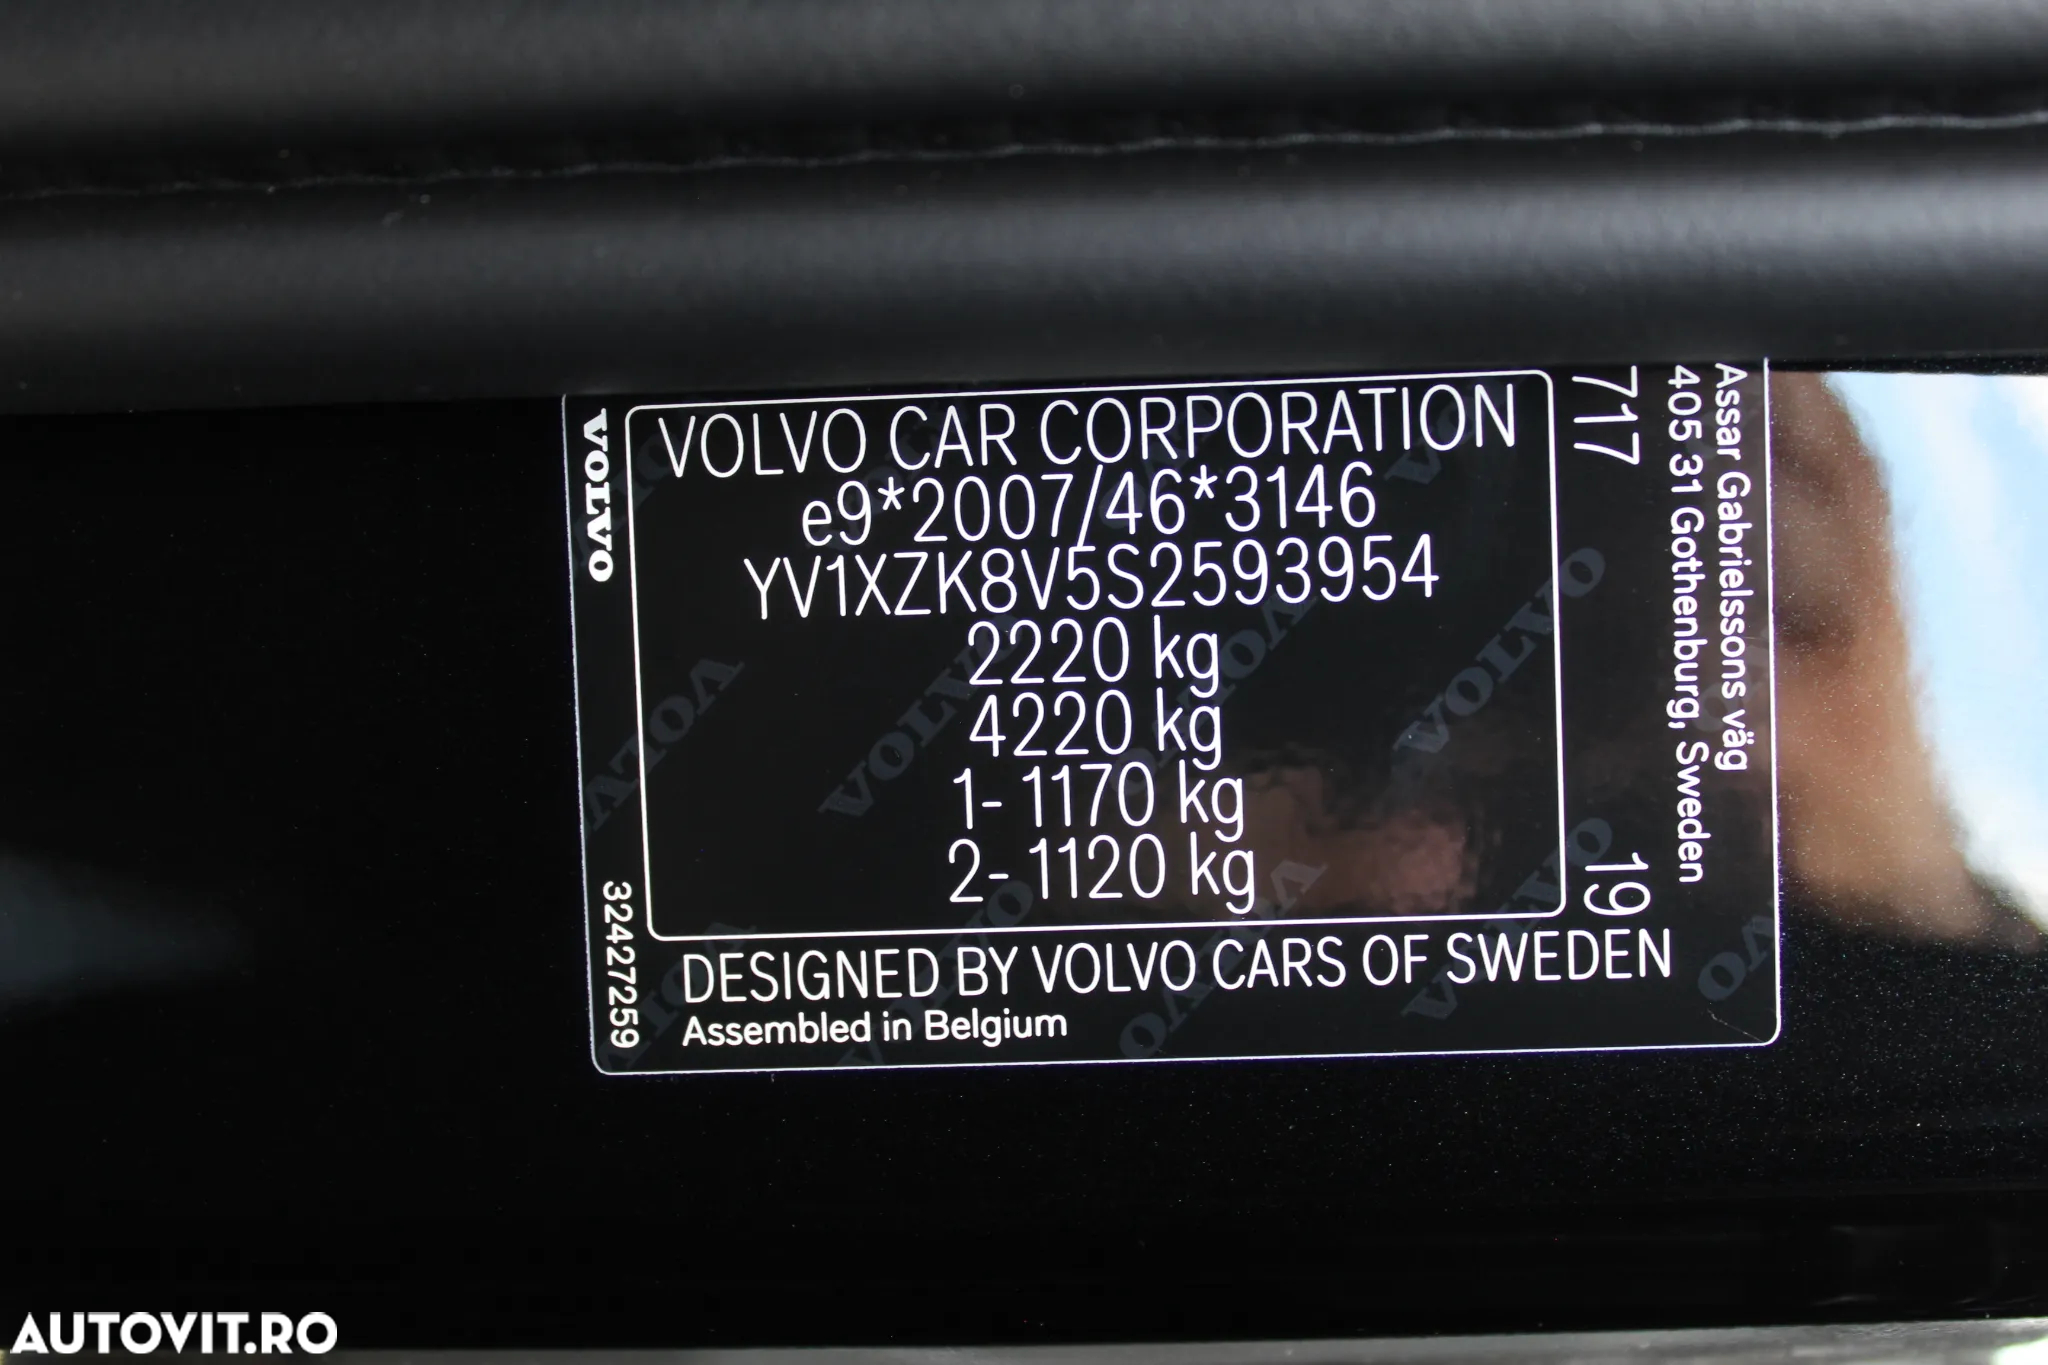 VOLVO
VOLVO CAR CORPORATION
e9*2007/46*3146
YV1XZK8V5S2593954
2220 kg
4220 kg
1- 1170 kg
2- 1120 kg
717
19
Assar Gabrielssons väg
405 31 Gothenburg, Sweden
32427259
DESIGNED BY VOLVO CARS OF SWEDEN
Assembled in Belgium
AUTOVIT.RO